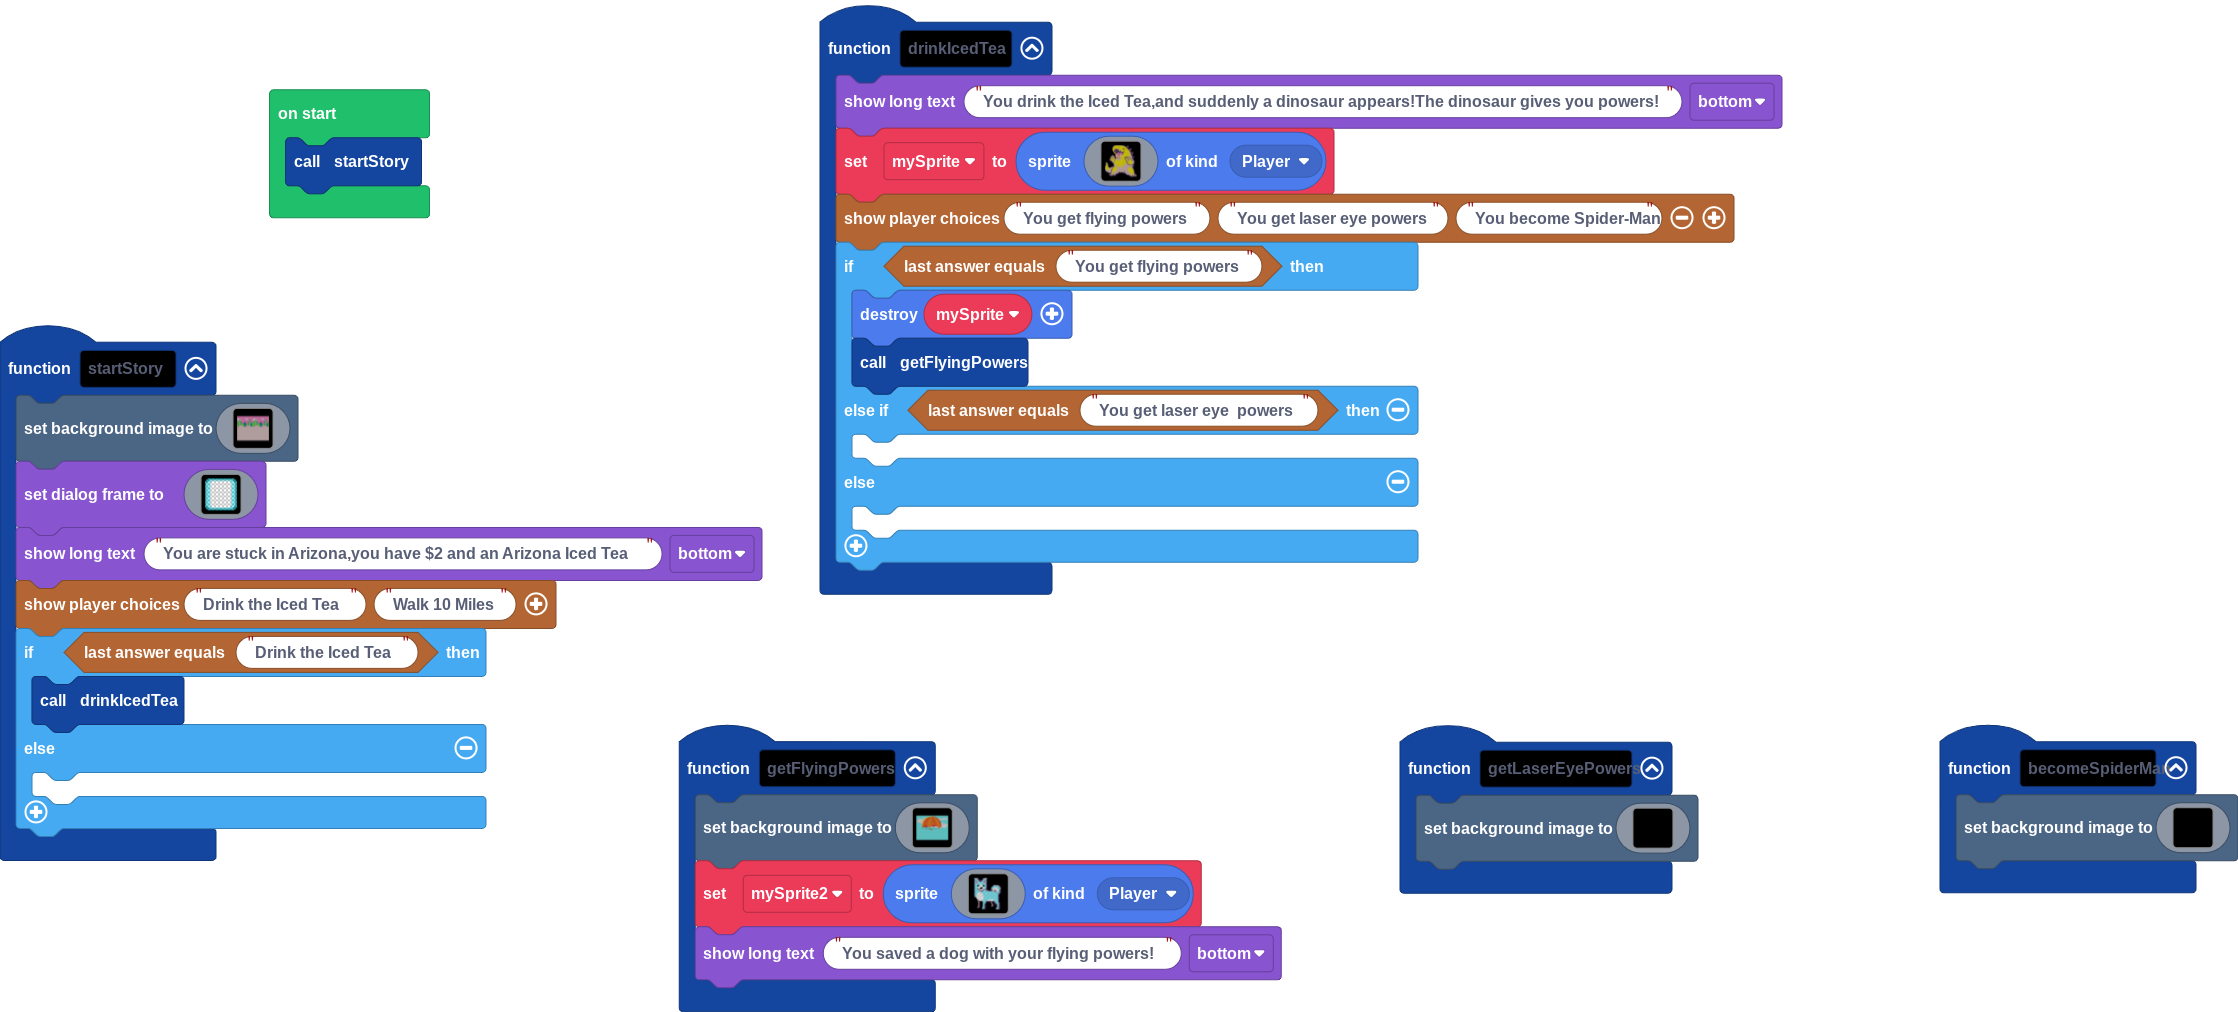 on start
call startStory
function startStory
set background image to
set dialog frame to
show long text "You are stuck in Arizona,you have $2 and an Arizona Iced Tea " bottom
show player choices "Drink the Iced Tea " "Walk 10 Miles "
if last answer equals "Drink the Iced Tea " then
call drinkIcedTea
else
function drinkIcedTea
show long text "You drink the Iced Tea,and suddenly a dinosaur appears!The dinosaur gives you powers! " bottom
set mySprite to sprite of kind Player
show player choices "You get flying powers " "You get laser eye powers " "You become Spider-Man"
if last answer equals "You get flying powers " then
destroy mySprite
call getFlyingPowers
else if last answer equals "You get laser eye  powers " then
else
function getFlyingPowers
set background image to
set mySprite2 to sprite of kind Player
show long text "You saved a dog with your flying powers! " bottom
function getLaserEyePowers
set background image to
function becomeSpiderMan
set background image to